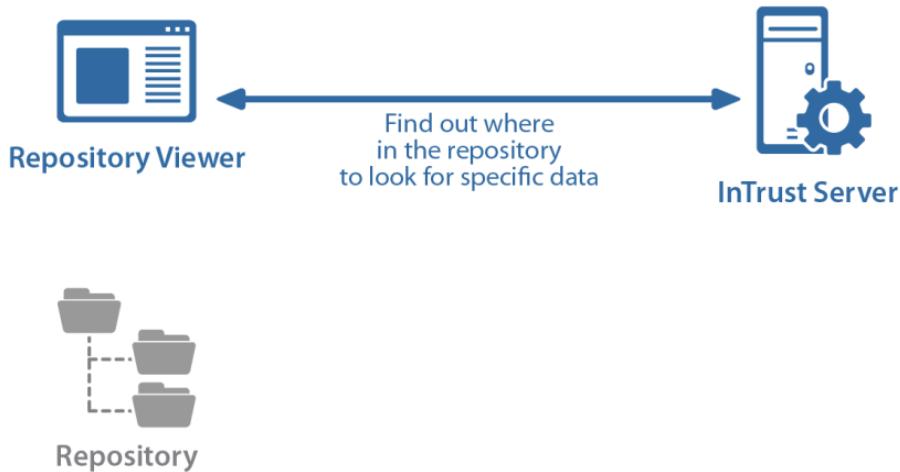 Repository Viewer
Find out where
in the repository
to look for specific data
InTrust Server
Repository